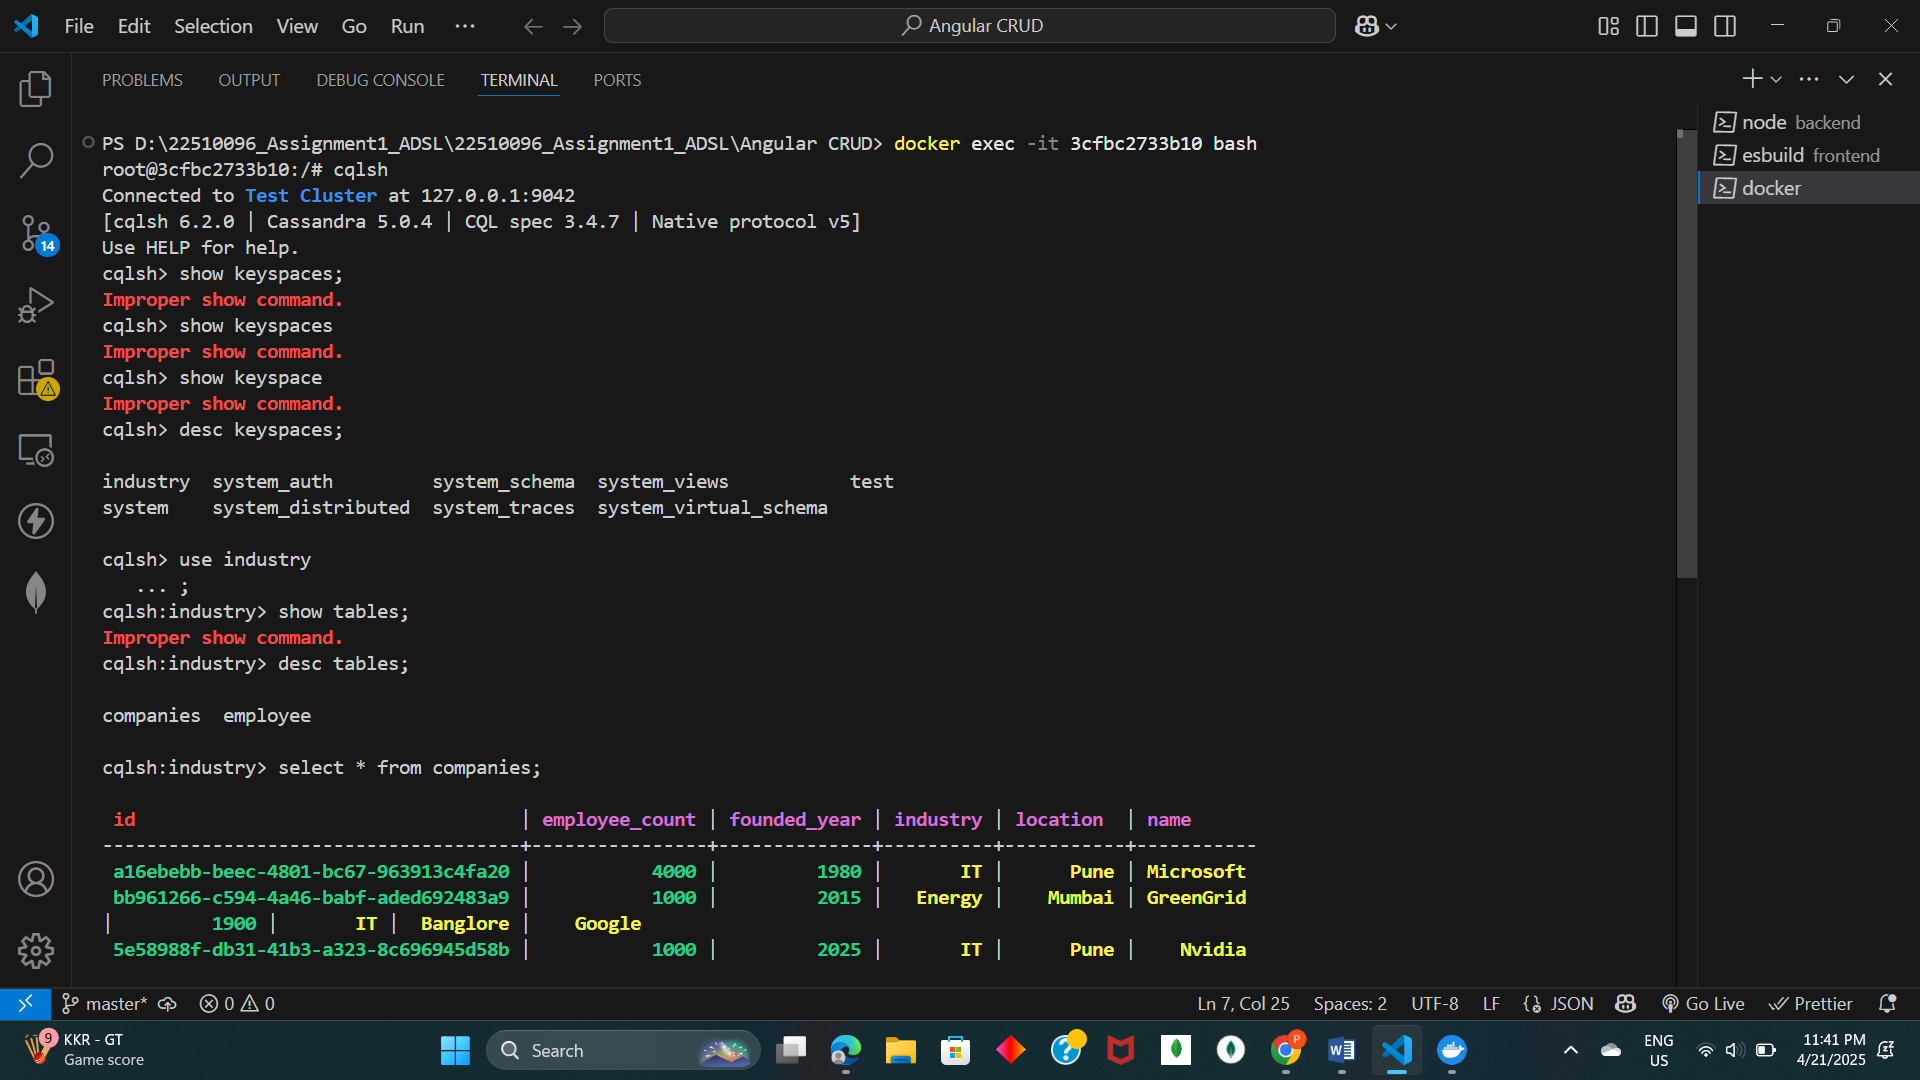 File Edit Selection View Go Run ··· Angular CRUD
PROBLEMS OUTPUT DEBUG CONSOLE TERMINAL PORTS
PS D:\22510096_Assignment1_ADSL\22510096_Assignment1_ADSL\Angular CRUD> docker exec -it 3cfbc2733b10 bash
root@3cfbc2733b10:/# cqlsh
Connected to Test Cluster at 127.0.0.1:9042
[cqlsh 6.2.0 | Cassandra 5.0.4 | CQL spec 3.4.7 | Native protocol v5]
Use HELP for help.
cqlsh> show keyspaces;
Improper show command.
cqlsh> show keyspaces
Improper show command.
cqlsh> show keyspace
Improper show command.
cqlsh> desc keyspaces;
industry system_auth system_schema system_views test
system system_distributed system_traces system_virtual_schema
cqlsh> use industry
... ;
cqlsh:industry> show tables;
Improper show command.
cqlsh:industry> desc tables;
companies employee
cqlsh:industry> select * from companies;
id | employee_count | founded_year | industry | location | name
--------------------------------------+----------------+--------------+----------+-----------+-----------
a16ebebb-beec-4801-bc67-963913c4fa20 | 4000 | 1980 | IT | Pune | Microsoft
bb961266-c594-4a46-babf-aded692483a9 | 1000 | 2015 | Energy | Mumbai | GreenGrid
| 1900 | IT | Banglore | Google
5e58988f-db31-41b3-a323-8c696945d58b | 1000 | 2025 | IT | Pune | Nvidia
node backend
esbuild frontend
docker
14
master* 0 0 Ln 7, Col 25 Spaces: 2 UTF-8 LF {} JSON Go Live Prettier
9 KKR - GT
Game score
Search
P
ENG
US
11:41 PM
4/21/2025